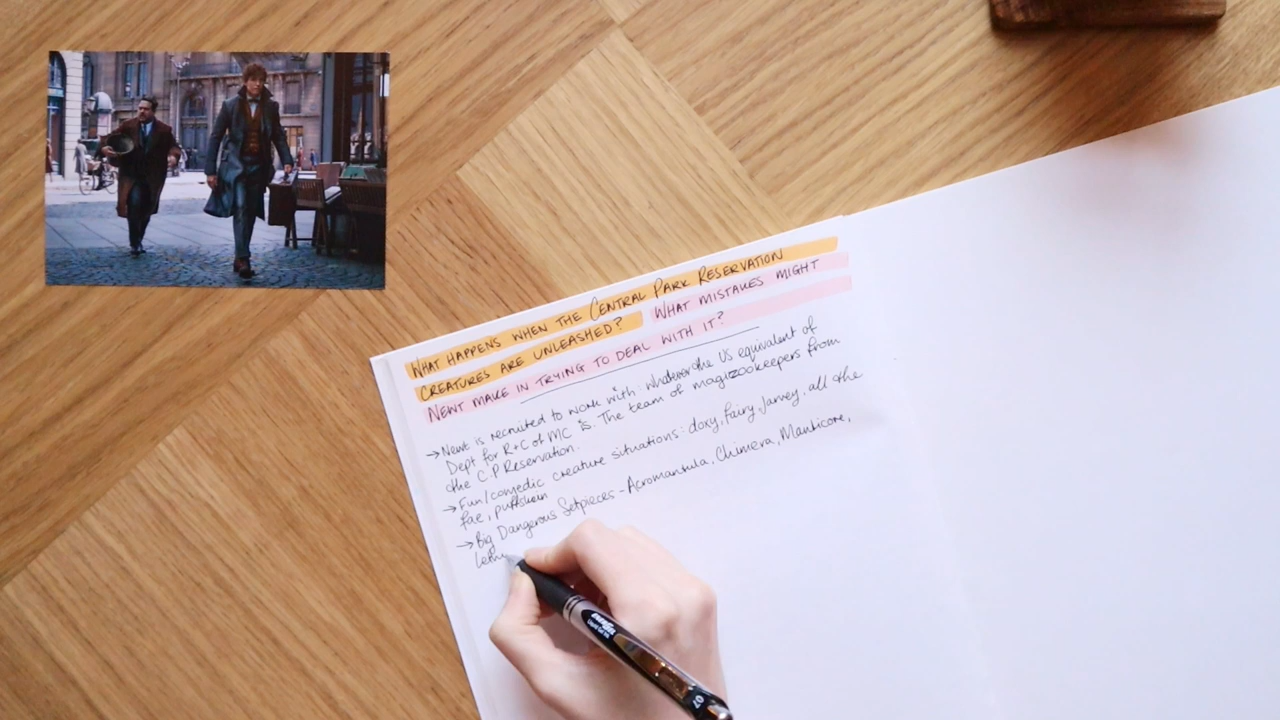 WHAT HAPPENS WHEN THE CENTRAL PARK RESERVATION
CREATURES ARE UNLEASHED? WHAT MISTAKES MIGHT
NEWT MAKE IN TRYING TO DEAL WITH IT?
→ Newt is recruited to work with: whatever the US equivalent of
Dept for R+C of MC is. The team of magizookeepers from
the C.P Reservation.
→ Fun/comedic creature situations: doxy, fairy, Jarvey, all the
fae, puffskein
→ Big Dangerous Setpieces - Acromantula, Chimera, Manticore,
Lethi
uniball
07